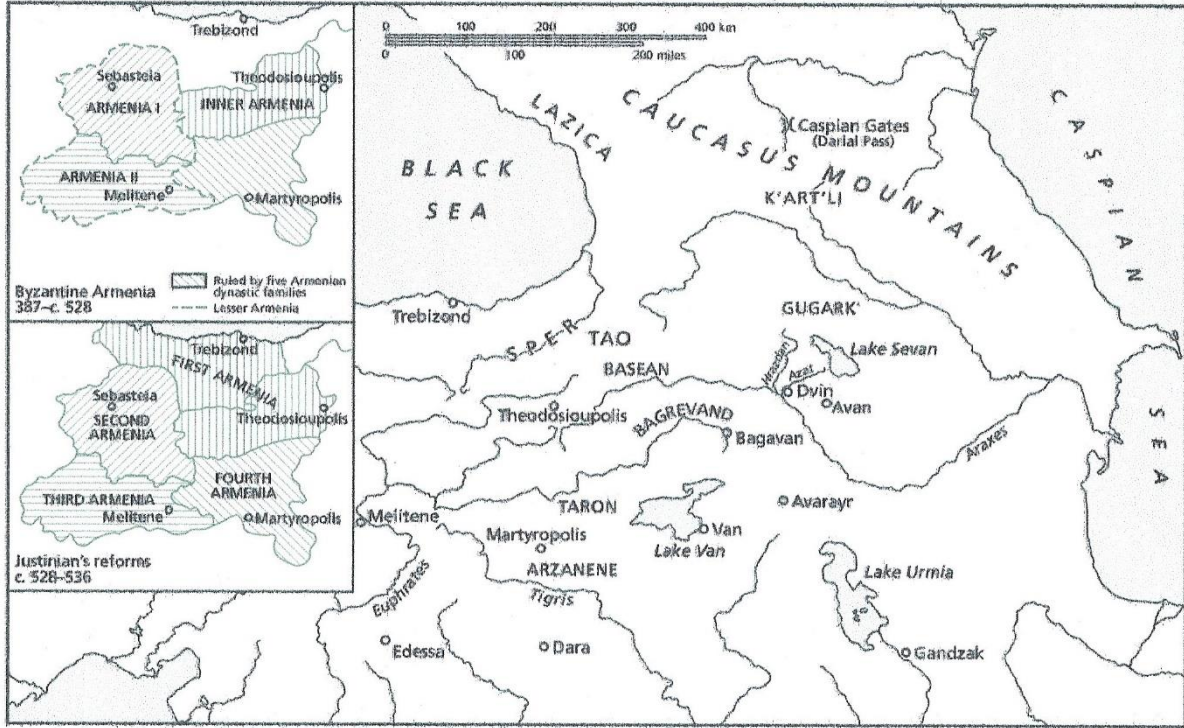 Trebizond
Sebasteia
Theodosioupolis
ARMENIA I
INNER ARMENIA
ARMENIA II
Melitene
Martyropolis
Byzantine Armenia
387–c. 528
Ruled by five Armenian
dynastic families
Lesser Armenia
Trebizond
FIRST ARMENIA
Sebasteia
SECOND
ARMENIA
Theodosioupolis
FOURTH
ARMENIA
THIRD ARMENIA
Melitene
Martyropolis
Justinian's reforms
c. 528–536
0 100 200 300 400 km
0 100 200 miles
LAZICA
CAUCASUS MOUNTAINS
Caspian Gates
(Darial Pass)
CASPIAN SEA
BLACK
SEA
K'ART'LI
Trebizond
GUGARK'
SPER
TAO
Lake Sevan
BASEAN
Hrazdan
Azat
Dvin
Avan
Theodosioupolis
BAGREVAND
Bagavan
Araxes
TARON
Avarayr
Melitene
Van
Lake Van
Martyropolis
ARZANENE
Lake Urmia
Euphrates
Tigris
Edessa
Dara
Gandzak